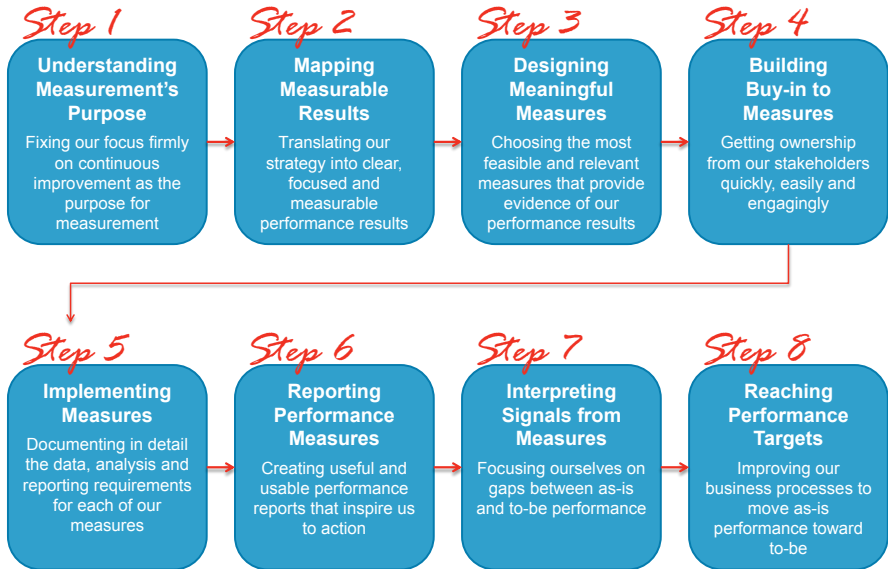 Step 1
Understanding
Measurement's
Purpose
Fixing our focus firmly
on continuous
improvement as the
purpose for
measurement
Step 2
Mapping
Measurable
Results
Translating our
strategy into clear,
focused and
measurable
performance results
Step 3
Designing
Meaningful
Measures
Choosing the most
feasible and relevant
measures that provide
evidence of our
performance results
Step 4
Building
Buy-in to
Measures
Getting ownership
from our stakeholders
quickly, easily and
engagingly
Step 5
Implementing
Measures
Documenting in detail
the data, analysis and
reporting requirements
for each of our
measures
Step 6
Reporting
Performance
Measures
Creating useful and
usable performance
reports that inspire us
to action
Step 7
Interpreting
Signals from
Measures
Focusing ourselves on
gaps between as-is
and to-be performance
Step 8
Reaching
Performance
Targets
Improving our
business processes to
move as-is
performance toward
to-be